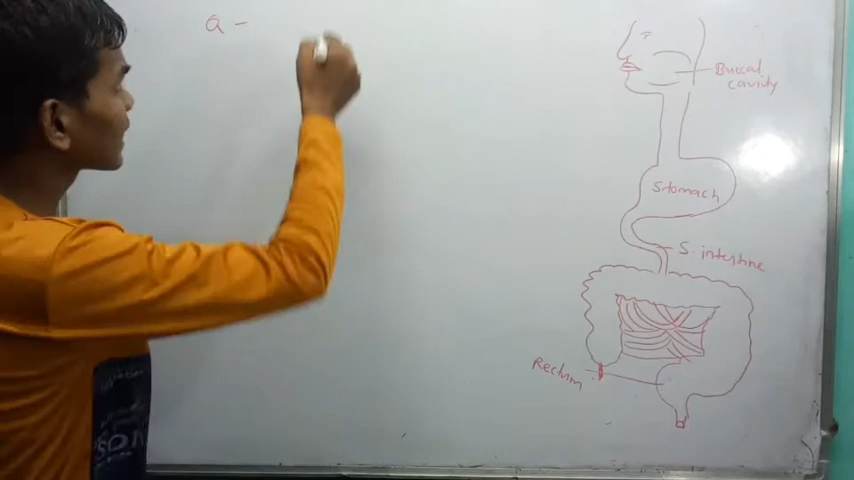 Q -
Buccal
cavity
Stomach
S. intestine
Rectum